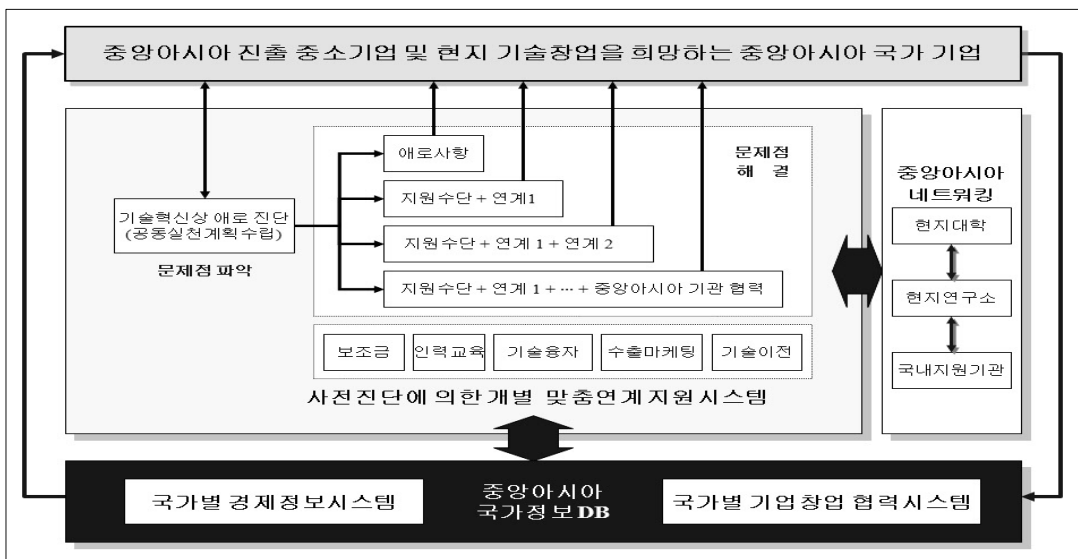 중앙아시아 진출 중소기업 및 현지 기술창업을 희망하는 중앙아시아 국가 기업
애로사항
문제점
해 결
지원수단 + 연계1
기술혁신상 애로 진단
(공동실천계획수립)
문제점 파악
지원수단 + 연계 1 + 연계 2
지원수단 + 연계 1 + ··· + 중앙아시아 기관 협력
보조금
인력교육
기술융자
수출마케팅
기술이전
사전진단에 의한 개별 맞춤연계 지원시스템
중앙아시아
네트워킹
현지대학
현지연구소
국내지원기관
국가별 경제정보시스템
중앙아시아
국가정보DB
국가별 기업창업 협력시스템